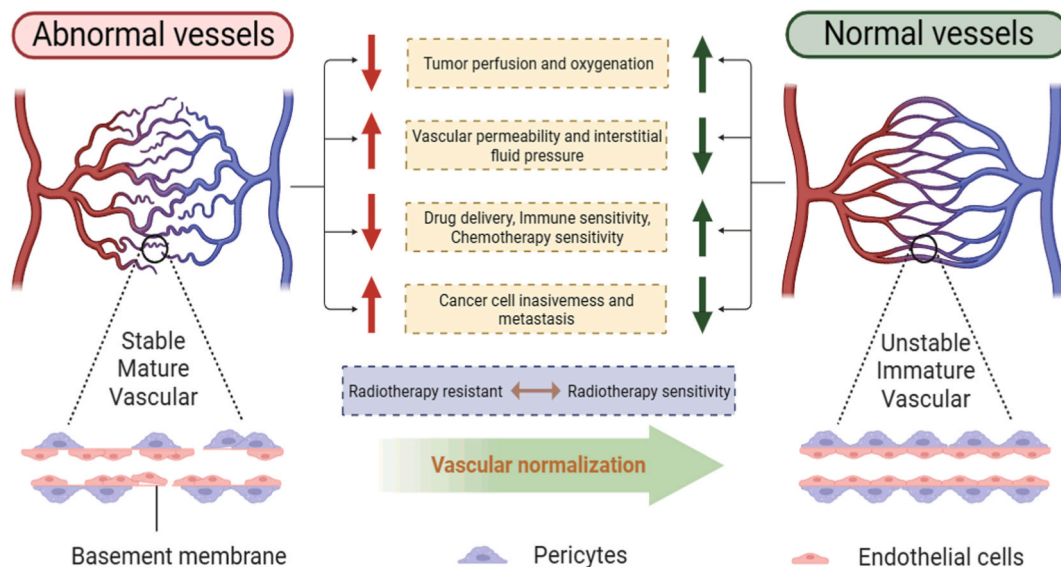 Abnormal vessels
Normal vessels
Tumor perfusion and oxygenation
Vascular permeability and interstitial
fluid pressure
Drug delivery, Immune sensitivity,
Chemotherapy sensitivity
Cancer cell inasivemess and
metastasis
Stable
Mature
Vascular
Unstable
Immature
Vascular
Radiotherapy resistant
Radiotherapy sensitivity
Vascular normalization
Basement membrane
Pericytes
Endothelial cells